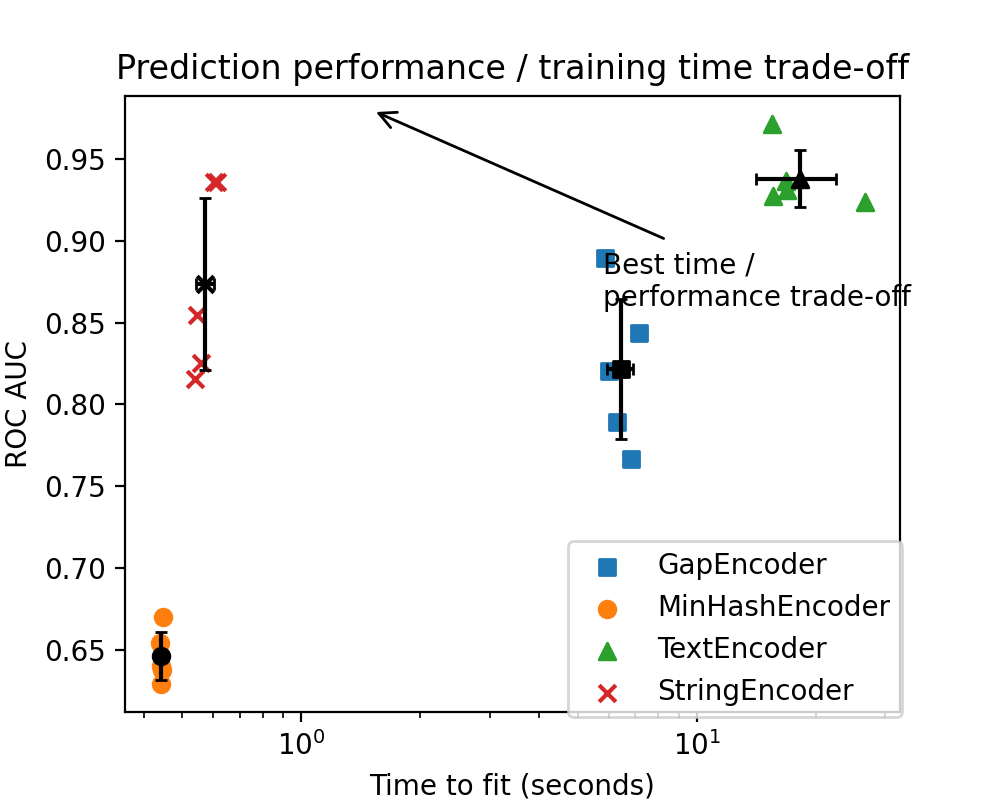 Prediction performance / training time trade-off
0.95
0.90
0.85
0.80
0.75
0.70
0.65
ROC AUC
Best time /
performance trade-off
GapEncoder
MinHashEncoder
TextEncoder
StringEncoder
10⁰
10¹
Time to fit (seconds)